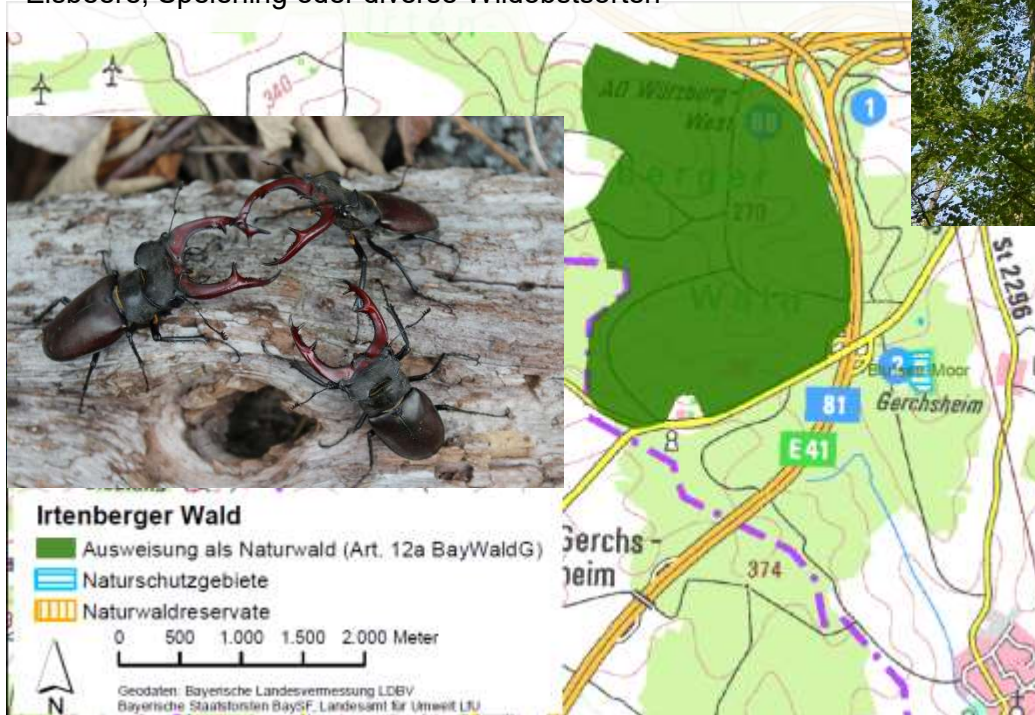 Elsbeere, Speierling oder diverse Wildobstsorten
340
AD Würzburg-
West
1
berger
270
Wald
St 2296
2
Moor
Gerchsheim
81
E 41
Gerchs-
heim
374
Irtenberger Wald
Ausweisung als Naturwald (Art. 12a BayWaldG)
Naturschutzgebiete
Naturwaldreservate
0 500 1.000 1.500 2.000 Meter
N
Geodaten: Bayerische Landesvermessung LDBV
Bayerische Staatsforsten BaySF, Landesamt für Umwelt LfU